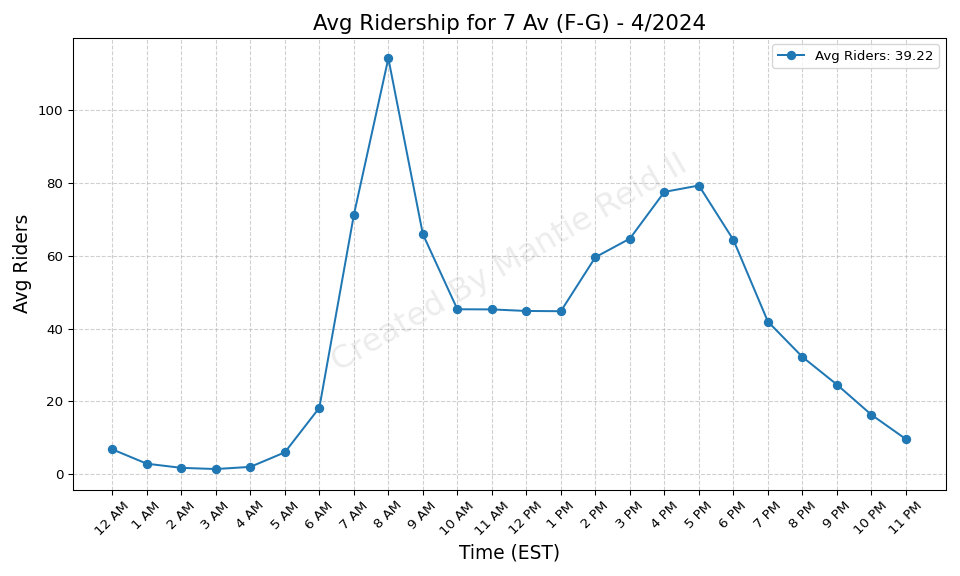 Avg Ridership for 7 Av (F-G) - 4/2024
Avg Riders: 39.22
Avg Riders
100
80
60
40
20
0
Created By Mantle Reid II
12 AM
1 AM
2 AM
3 AM
4 AM
5 AM
6 AM
7 AM
8 AM
9 AM
10 AM
11 AM
12 PM
1 PM
2 PM
3 PM
4 PM
5 PM
6 PM
7 PM
8 PM
9 PM
10 PM
11 PM
Time (EST)